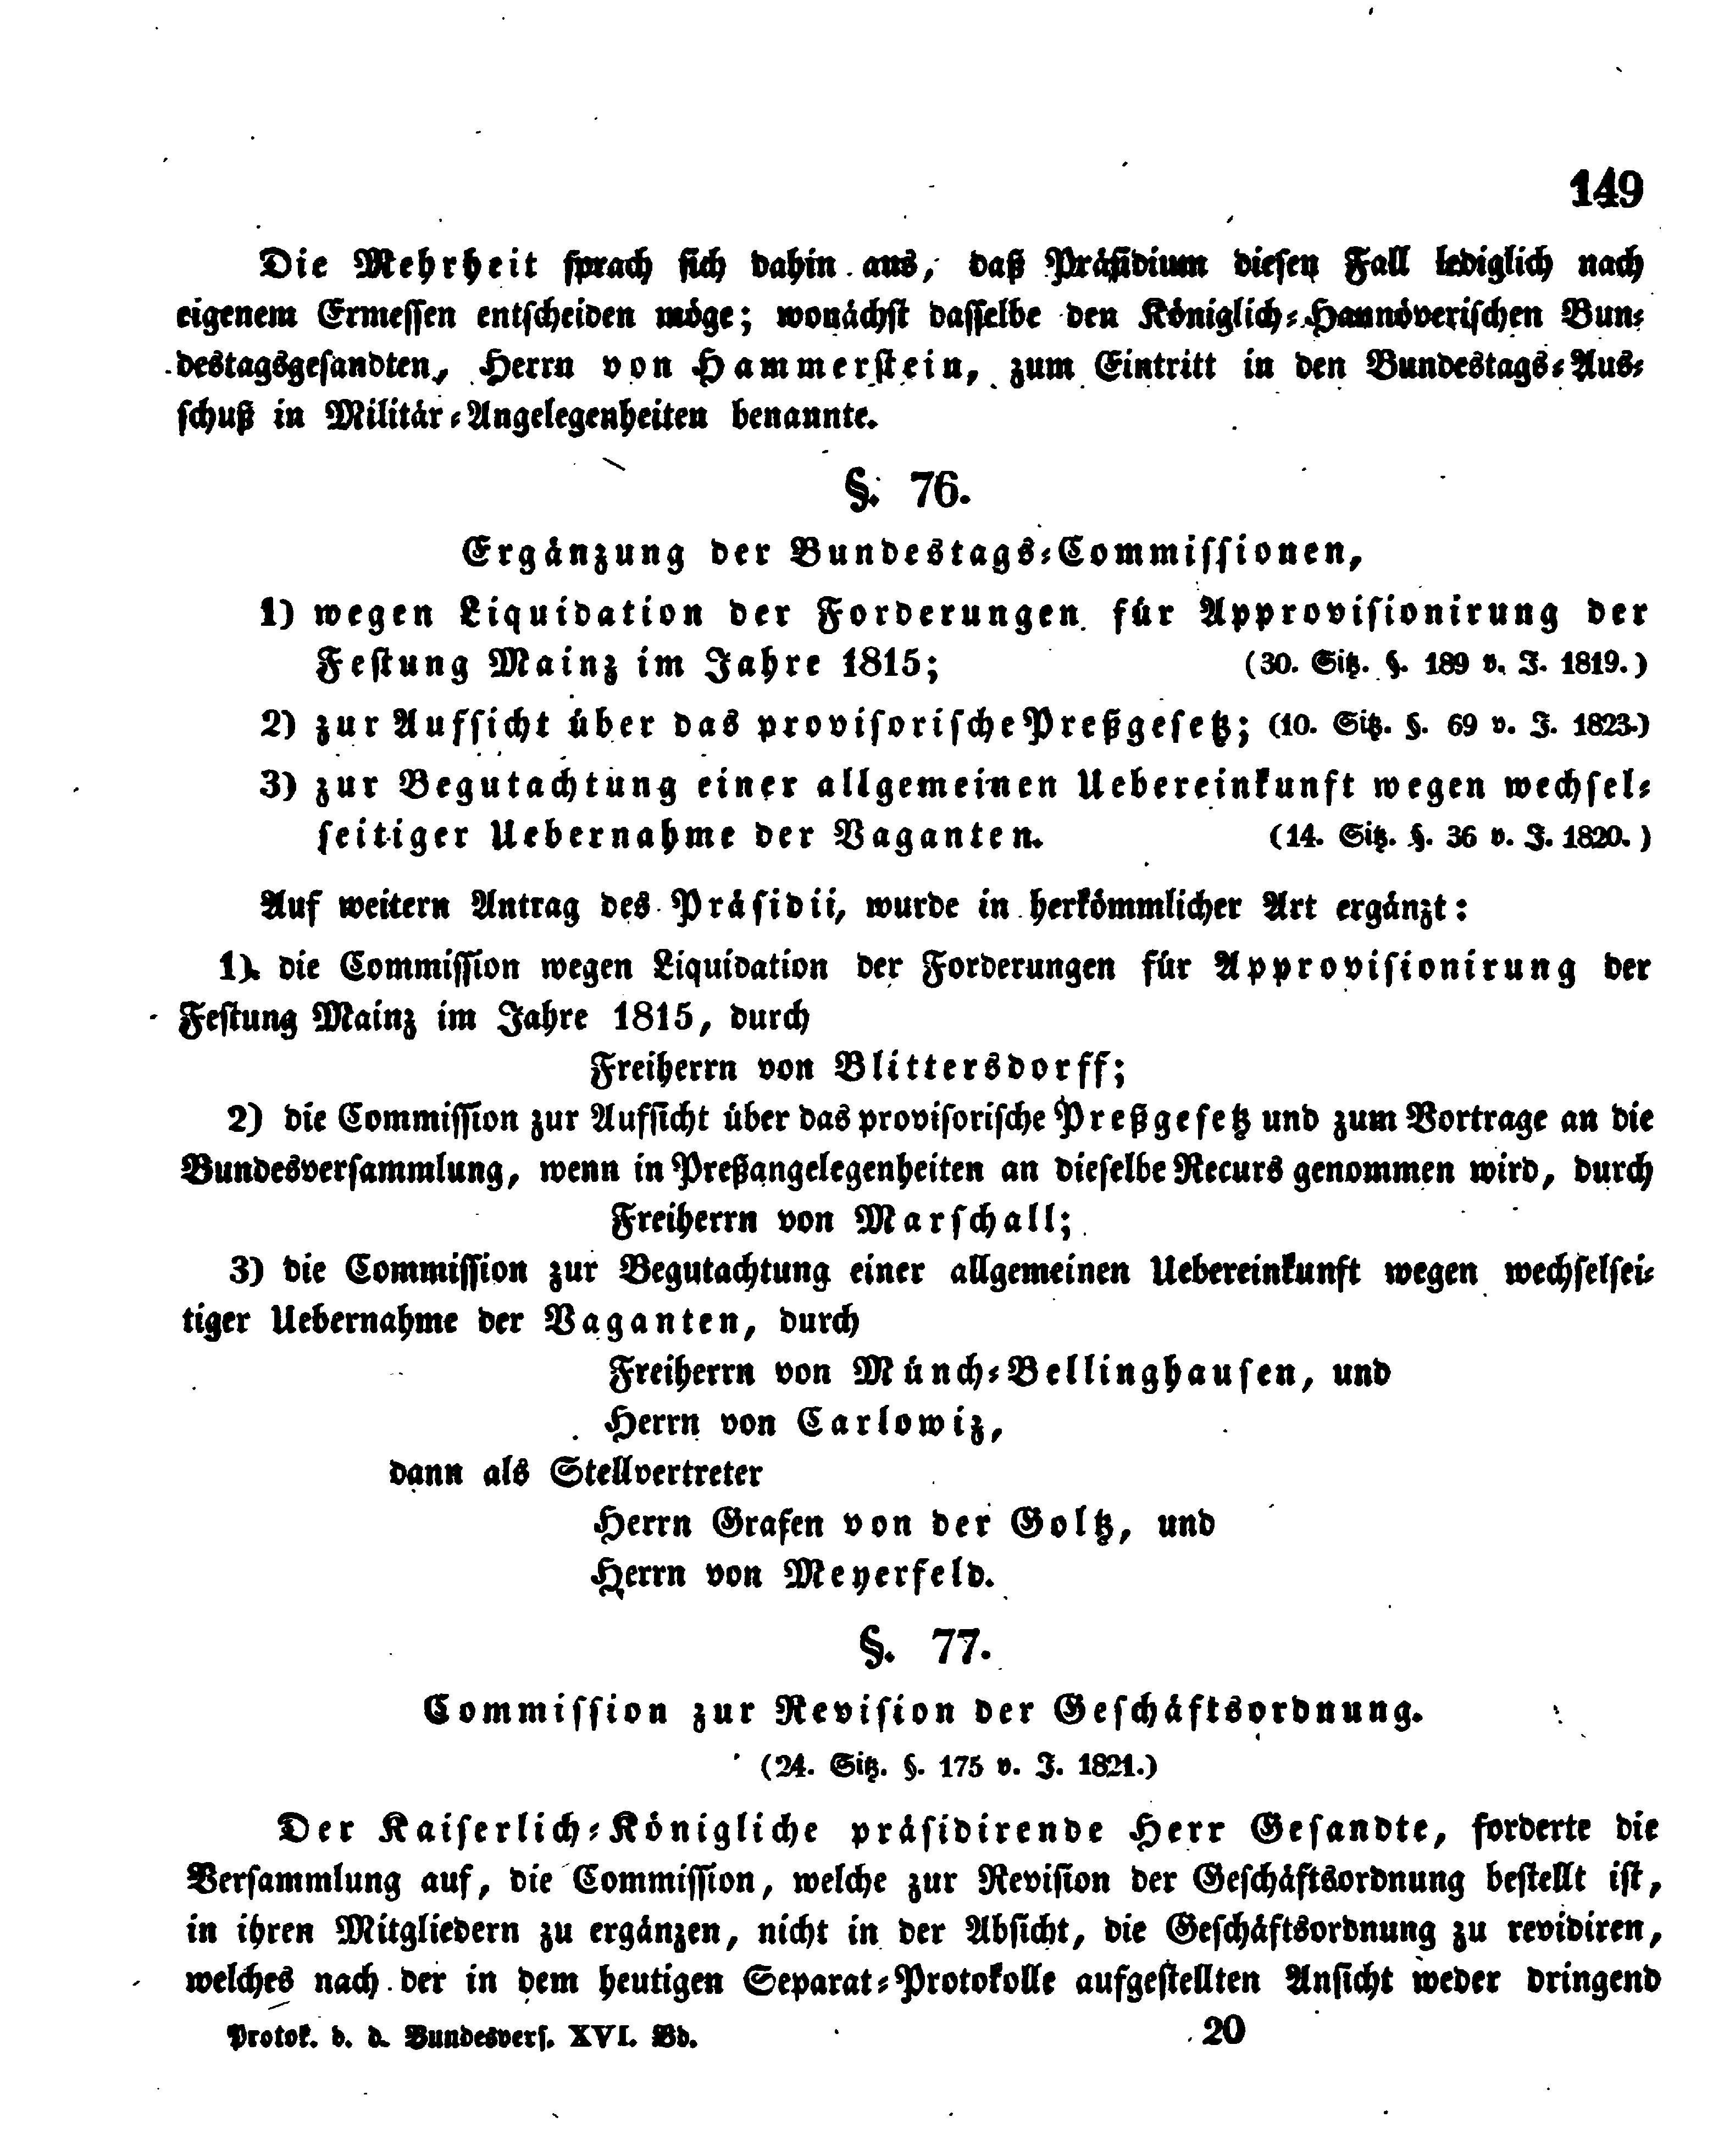 149
Die Mehrheit sprach sich dahin aus, daß Präsidium diesen Fall lediglich nach
eigenem Ermessen entscheiden möge; wonächst dasselbe den Königlich-Hannöverischen Bun-
destagsgesandten, Herrn von Hammerstein, zum Eintritt in den Bundestags-Aus-
schuß in Militär-Angelegenheiten benannte.
§. 76.
Ergänzung der Bundestags-Commissionen,
1) wegen Liquidation der Forderungen für Approvisionirung der
Festung Mainz im Jahre 1815; (30. Sitz. §. 189 v. J. 1819.)
2) zur Aufsicht über das provisorische Preßgesetz; (10. Sitz. §. 69 v. J. 1823.)
3) zur Begutachtung einer allgemeinen Uebereinkunft wegen wechsel-
seitiger Uebernahme der Vaganten. (14. Sitz. §. 36 v. J. 1820.)
Auf weitern Antrag des Präsidii, wurde in herkömmlicher Art ergänzt:
1) die Commission wegen Liquidation der Forderungen für Approvisionirung der
Festung Mainz im Jahre 1815, durch
Freiherrn von Blittersdorff;
2) die Commission zur Aufsicht über das provisorische Preßgesetz und zum Vortrage an die
Bundesversammlung, wenn in Preßangelegenheiten an dieselbe Recurs genommen wird, durch
Freiherrn von Marschall;
3) die Commission zur Begutachtung einer allgemeinen Uebereinkunft wegen wechselsei-
tiger Uebernahme der Vaganten, durch
Freiherrn von Münch-Bellinghausen, und
Herrn von Carlowiz,
dann als Stellvertreter
Herrn Grafen von der Goltz, und
Herrn von Meyerfeld.
§. 77.
Commission zur Revision der Geschäftsordnung.
(24. Sitz. §. 175 v. J. 1821.)
Der Kaiserlich-Königliche präsidirende Herr Gesandte, forderte die
Versammlung auf, die Commission, welche zur Revision der Geschäftsordnung bestellt ist,
in ihren Mitgliedern zu ergänzen, nicht in der Absicht, die Geschäftsordnung zu revidiren,
welches nach der in dem heutigen Separat-Protokolle aufgestellten Ansicht weder dringend
Protok. d. d. Bundesvers. XVI. Bd. 20